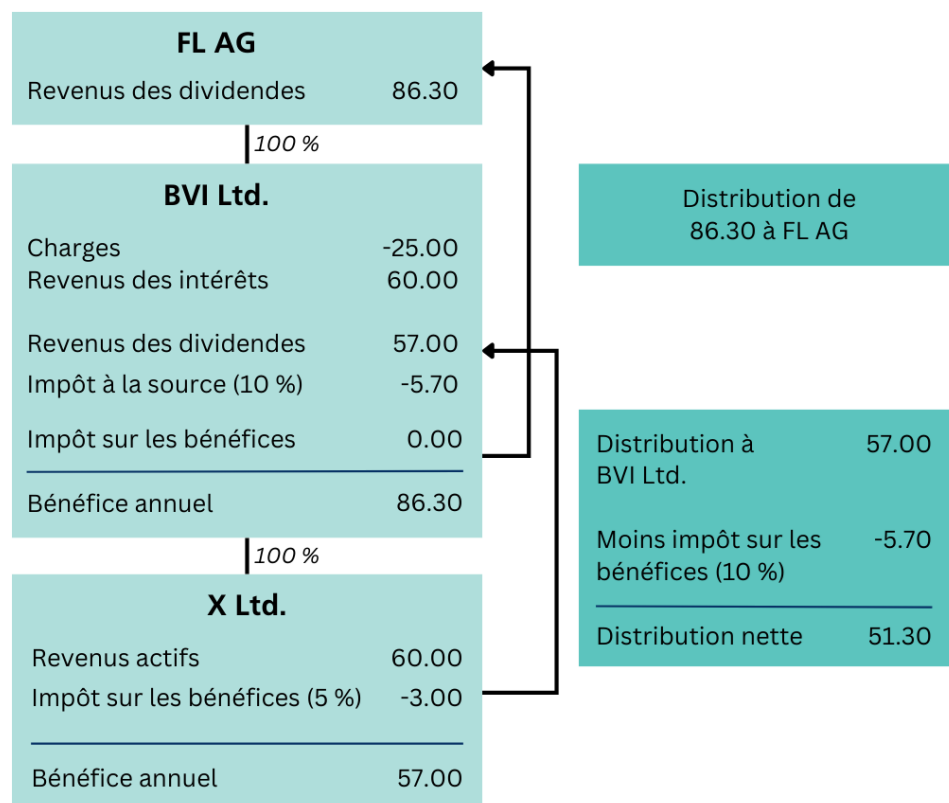 FL AG
Revenus des dividendes 86.30
100 %
BVI Ltd.
Charges -25.00
Revenus des intérêts 60.00
Revenus des dividendes 57.00
Impôt à la source (10 %) -5.70
Impôt sur les bénéfices 0.00
Bénéfice annuel 86.30
100 %
X Ltd.
Revenus actifs 60.00
Impôt sur les bénéfices (5 %) -3.00
Bénéfice annuel 57.00
Distribution de
86.30 à FL AG
Distribution à 57.00
BVI Ltd.
Moins impôt sur les -5.70
bénéfices (10 %)
Distribution nette 51.30